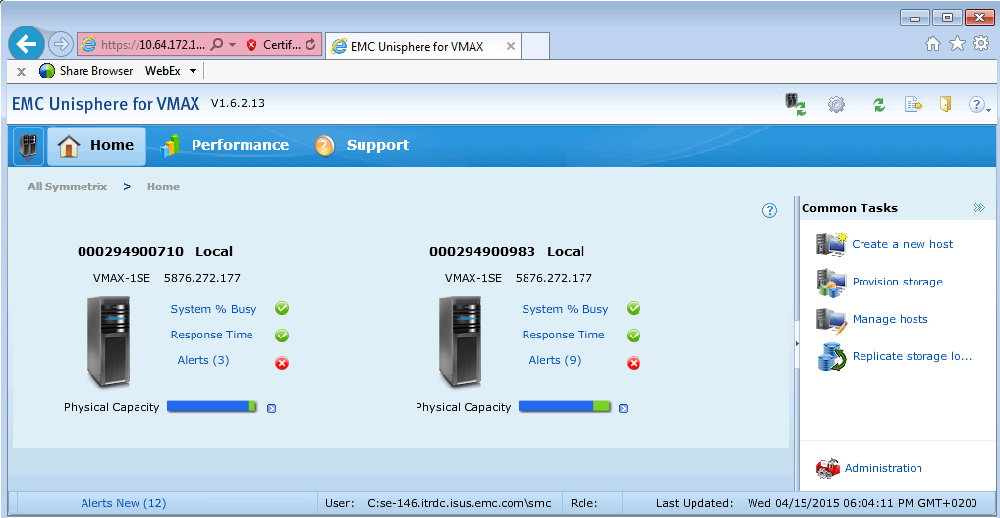 https://10.64.172.1... Certif... EMC Unisphere for VMAX
x Share Browser WebEx
EMC Unisphere for VMAX V1.6.2.13
Home Performance Support
All Symmetrix > Home
Common Tasks
Create a new host
Provision storage
Manage hosts
Replicate storage lo...
Administration
000294900710 Local
VMAX-1SE 5876.272.177
System % Busy
Response Time
Alerts (3)
Physical Capacity
000294900983 Local
VMAX-1SE 5876.272.177
System % Busy
Response Time
Alerts (9)
Physical Capacity
Alerts New (12) User: C:se-146.itrdc.isus.emc.com\smc Role: Last Updated: Wed 04/15/2015 06:04:11 PM GMT+0200